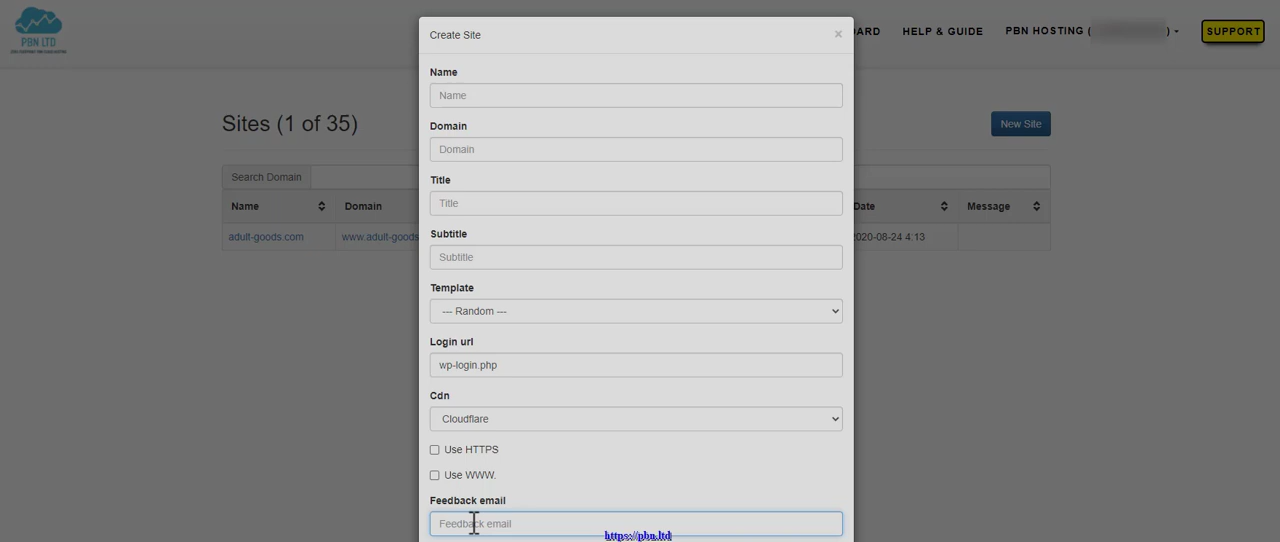 Create Site ×
PBN LTD
ARD HELP & GUIDE PBN HOSTING ( ) SUPPORT
Name
Name
Sites (1 of 35) New Site
Domain
Domain
Search Domain
Title
Title
Name Domain Date Message
Subtitle
adult-goods.com www.adult-goods 2020-08-24 4:13
Subtitle
Template
--- Random ---
Login url
wp-login.php
Cdn
Cloudflare
Use HTTPS
Use WWW.
Feedback email
Feedback email
https://pbn.ltd